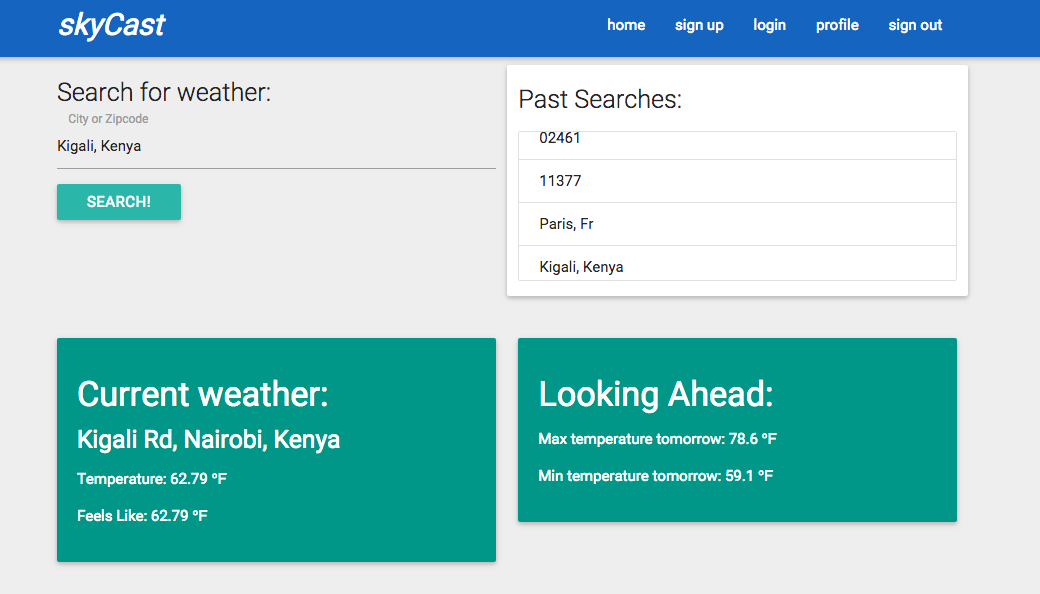 skyCast
home sign up login profile sign out
Search for weather:
City or Zipcode
Kigali, Kenya
SEARCH!
Past Searches:
02461
11377
Paris, Fr
Kigali, Kenya
Current weather:
Kigali Rd, Nairobi, Kenya
Temperature: 62.79 °F
Feels Like: 62.79 °F
Looking Ahead:
Max temperature tomorrow: 78.6 °F
Min temperature tomorrow: 59.1 °F